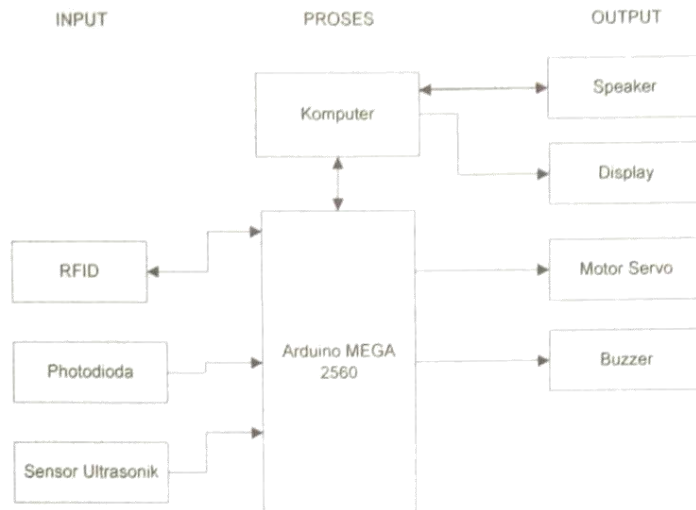 INPUT
PROSES
OUTPUT
Komputer
Speaker
Display
RFID
Photodioda
Sensor Ultrasonik
Arduino MEGA
2560
Motor Servo
Buzzer